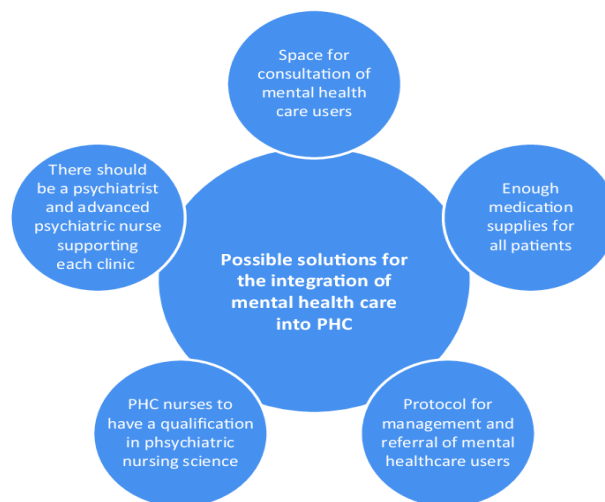 Space for
consultation of
mental health
care users
There should
be a psychiatrist
and advanced
psychiatric nurse
supporting
each clinic
Enough
medication
supplies for
all patients
Possible solutions for
the integration of
mental health care
into PHC
PHC nurses to
have a qualification
in phsychiatric
nursing science
Protocol for
management and
referral of mental
healthcare users